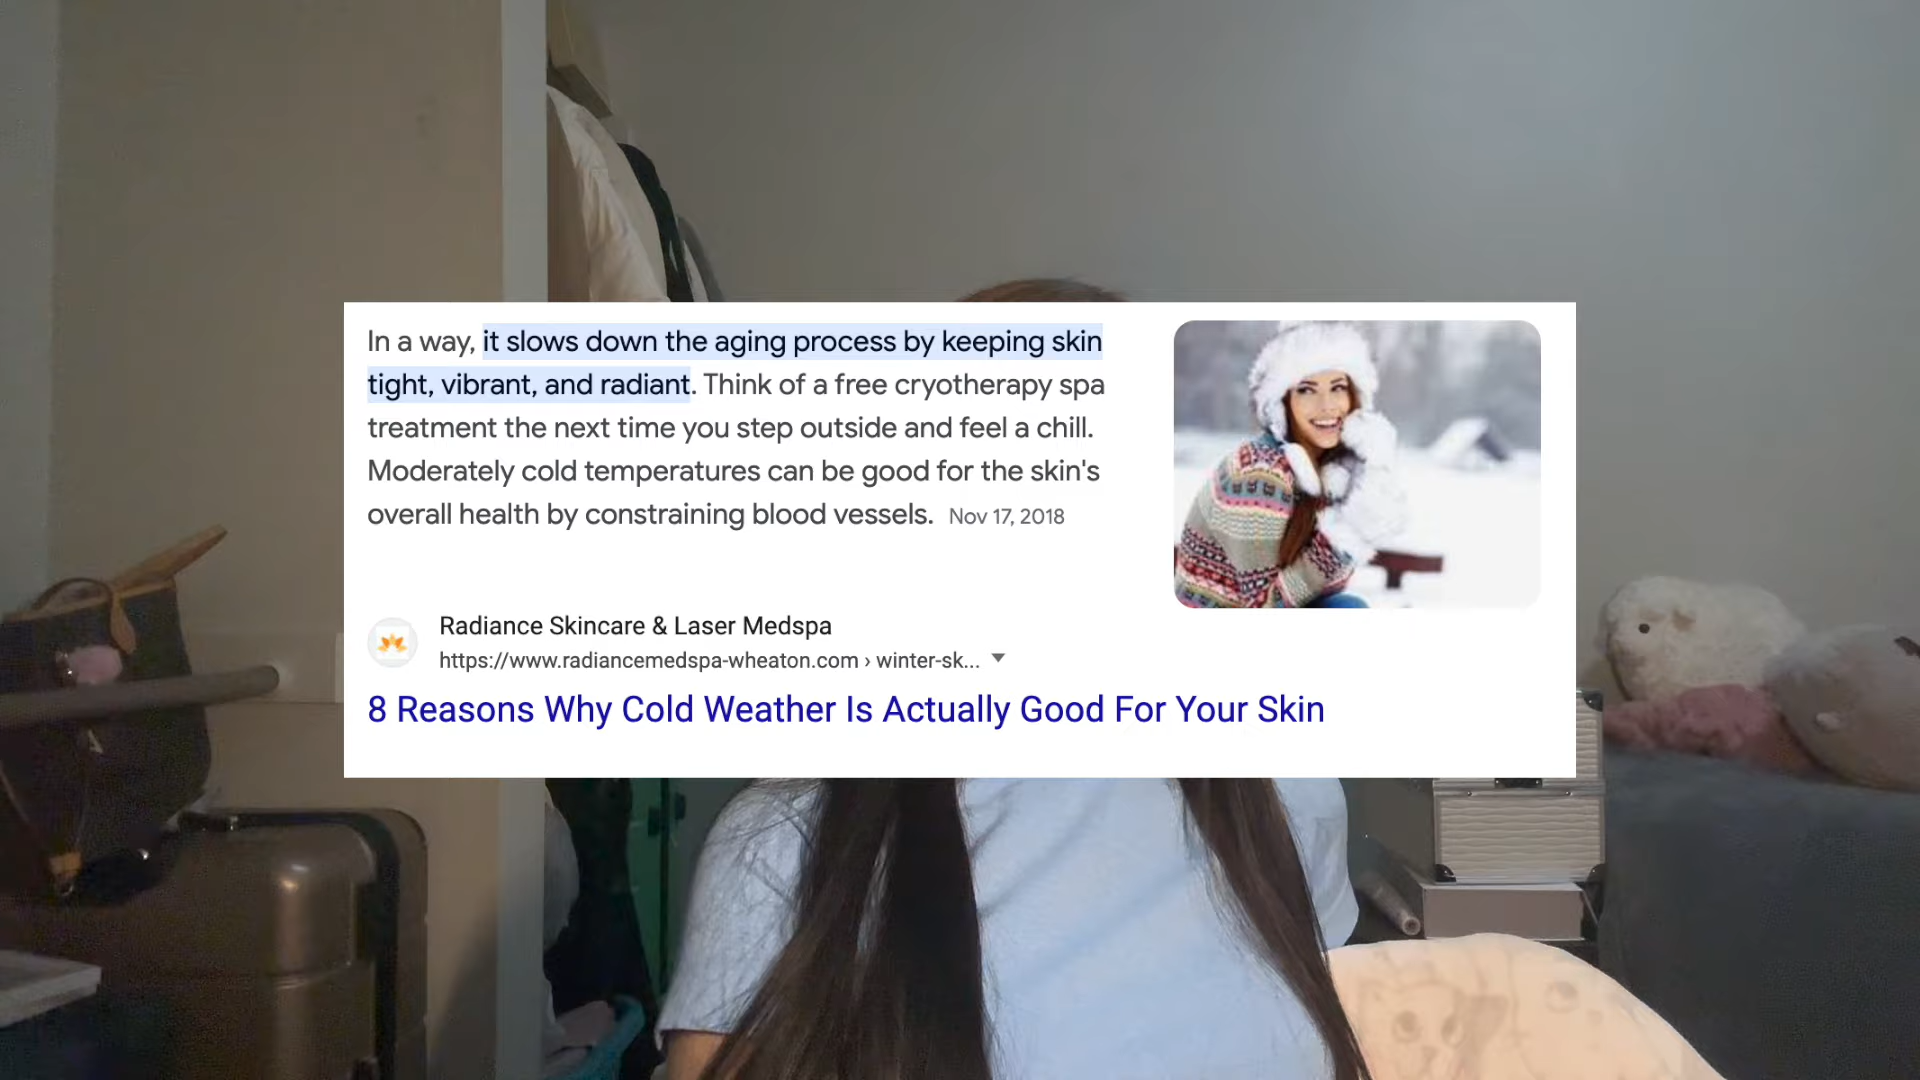 In a way, it slows down the aging process by keeping skin
tight, vibrant, and radiant. Think of a free cryotherapy spa
treatment the next time you step outside and feel a chill.
Moderately cold temperatures can be good for the skin's
overall health by constraining blood vessels. Nov 17, 2018
Radiance Skincare & Laser Medspa
https://www.radiancemedspa-wheaton.com › winter-sk...
8 Reasons Why Cold Weather Is Actually Good For Your Skin